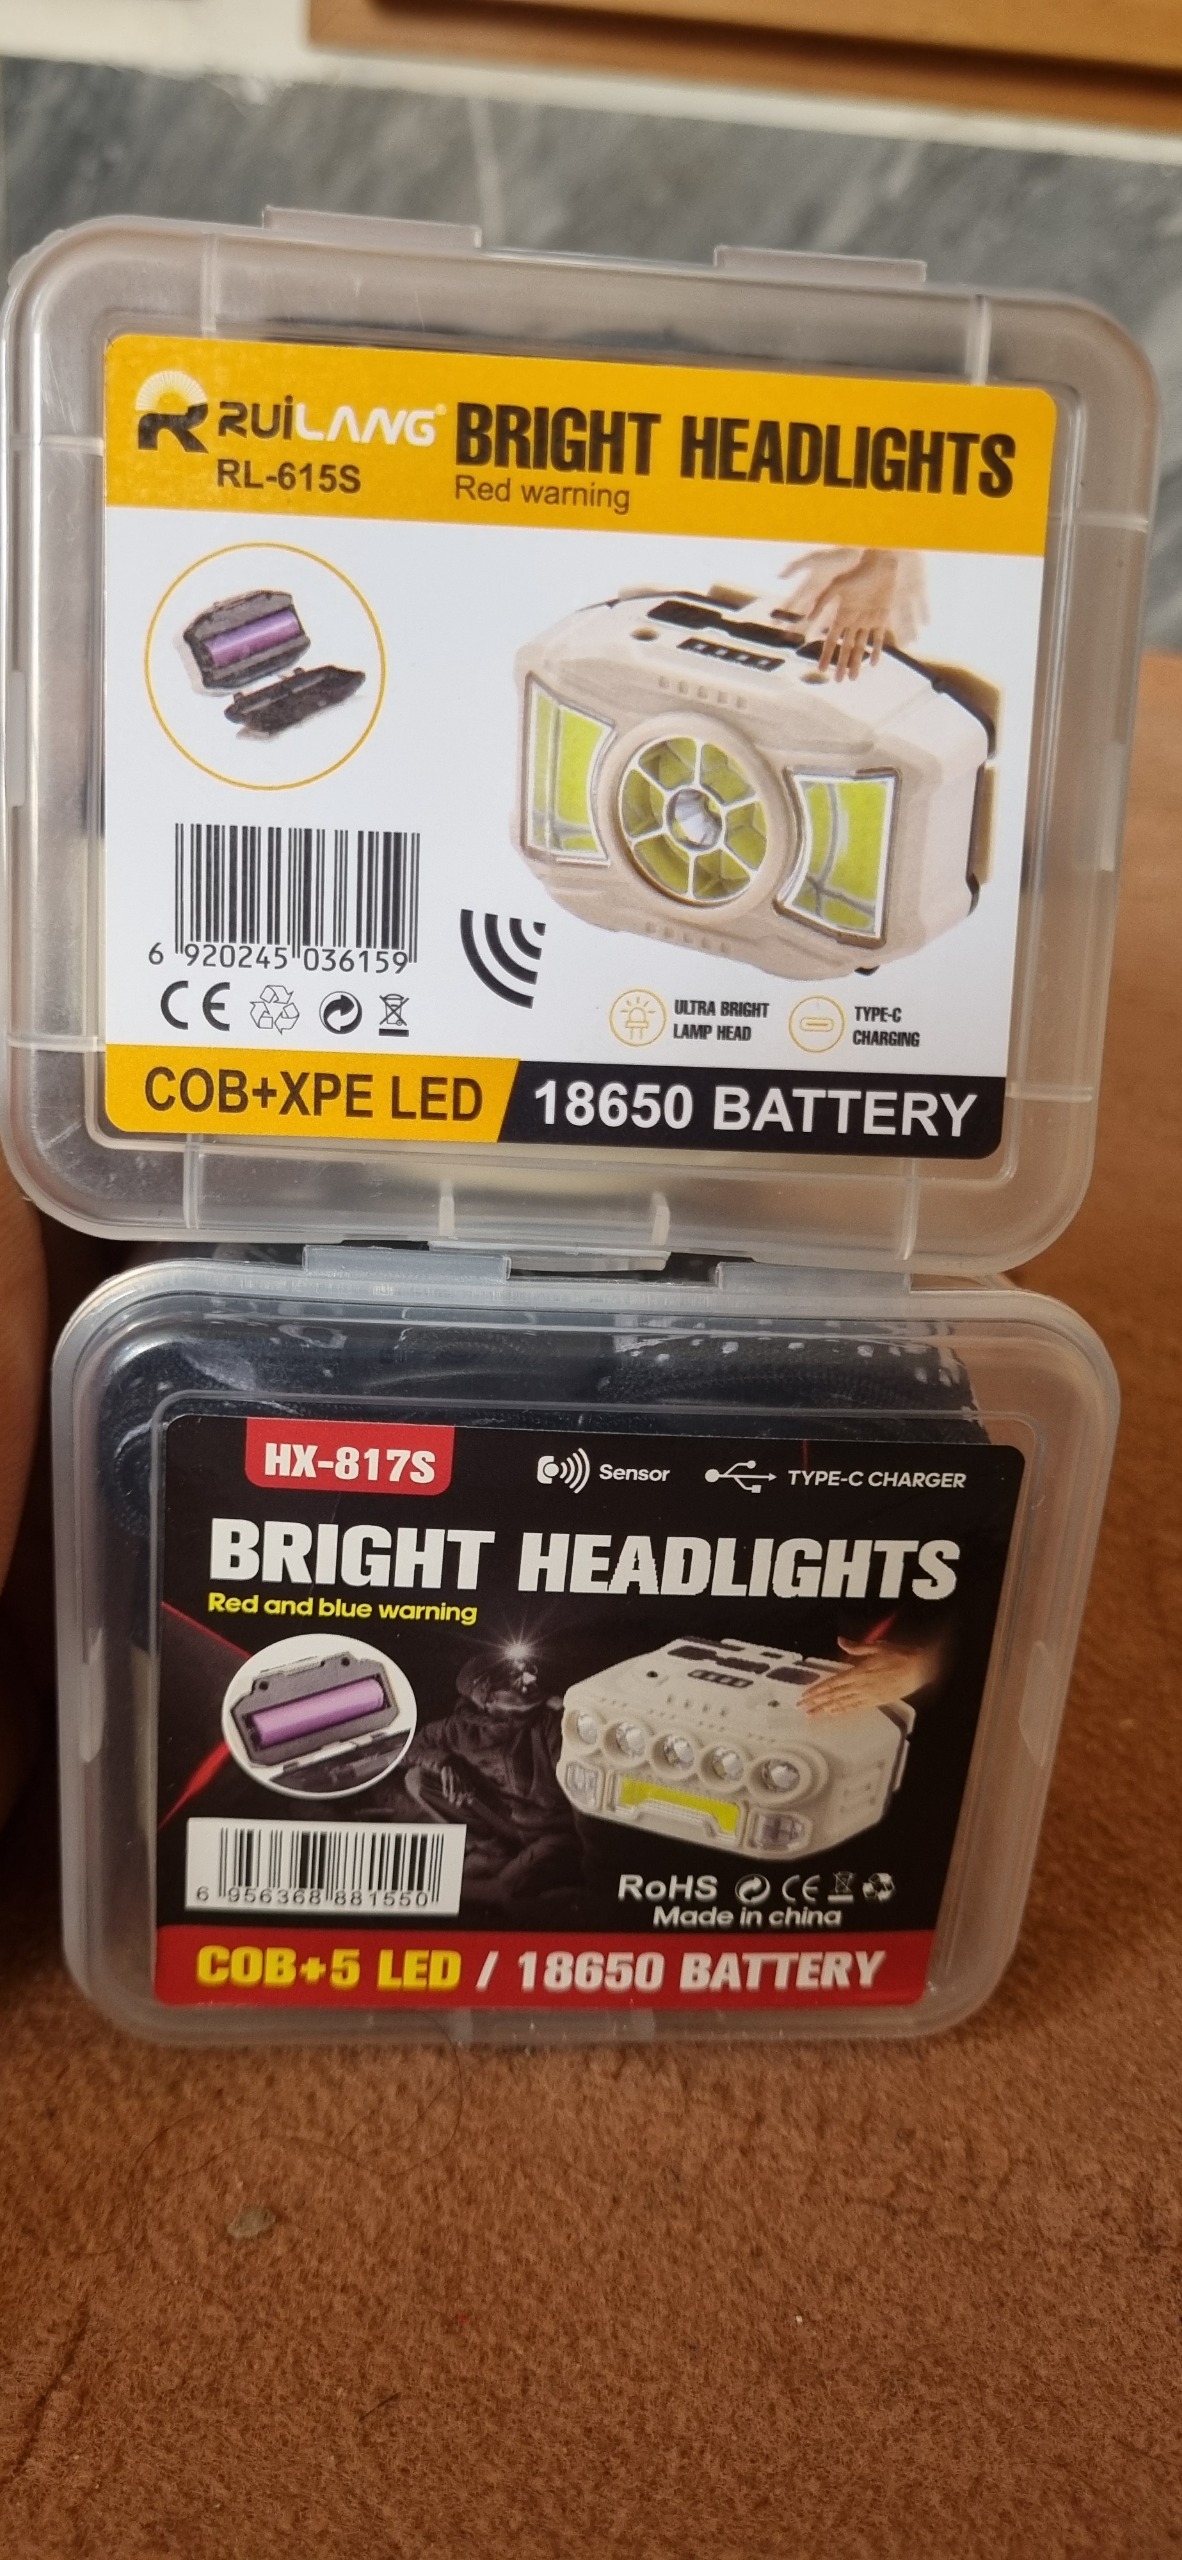 RUiLANG®
RL-615S
BRIGHT HEADLIGHTS
Red warning
6 920245 036159
CE
ULTRA BRIGHT
LAMP HEAD
TYPE-C
CHARGING
COB+XPE LED
18650 BATTERY
HX-817S
Sensor
TYPE-C CHARGER
BRIGHT HEADLIGHTS
Red and blue warning
6 956368 881550
RoHS CE
Made in china
COB+5 LED / 18650 BATTERY